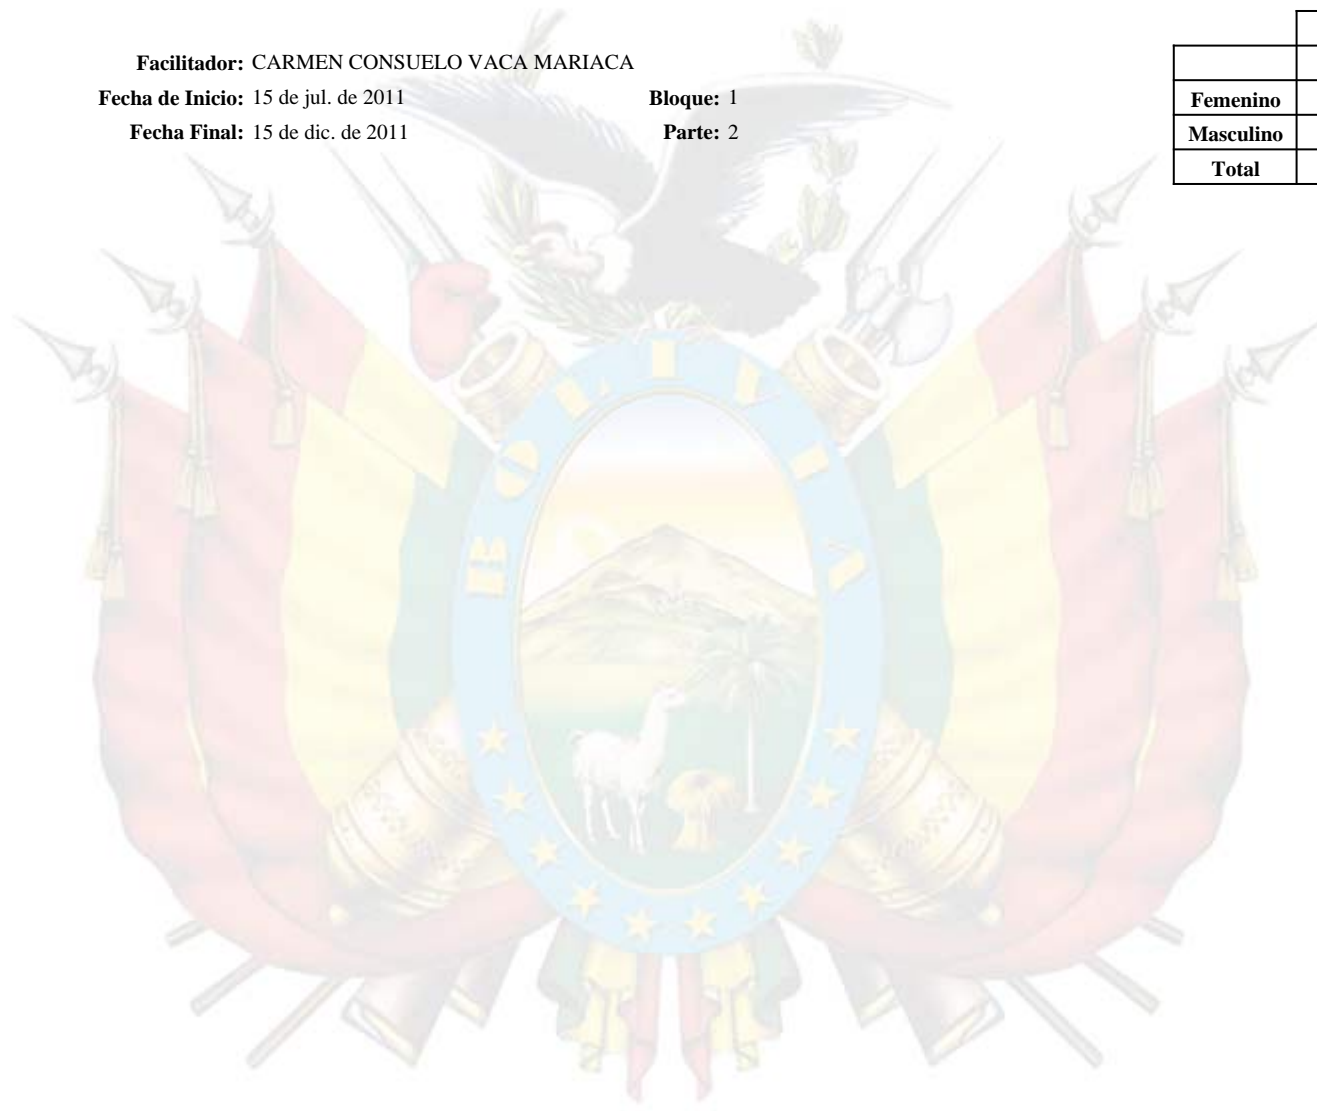 Facilitador: CARMEN CONSUELO VACA MARIACA
Fecha de Inicio: 15 de jul. de 2011 Bloque: 1
Fecha Final: 15 de dic. de 2011 Parte: 2
Femenino
Masculino
Total
BOLIVIA